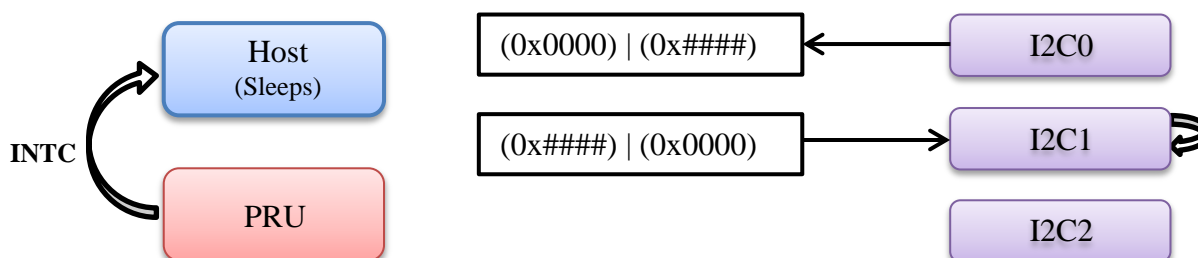 Host
(Sleeps)
INTC
PRU
(0x0000) | (0x####)
(0x####) | (0x0000)
I2C0
I2C1
I2C2